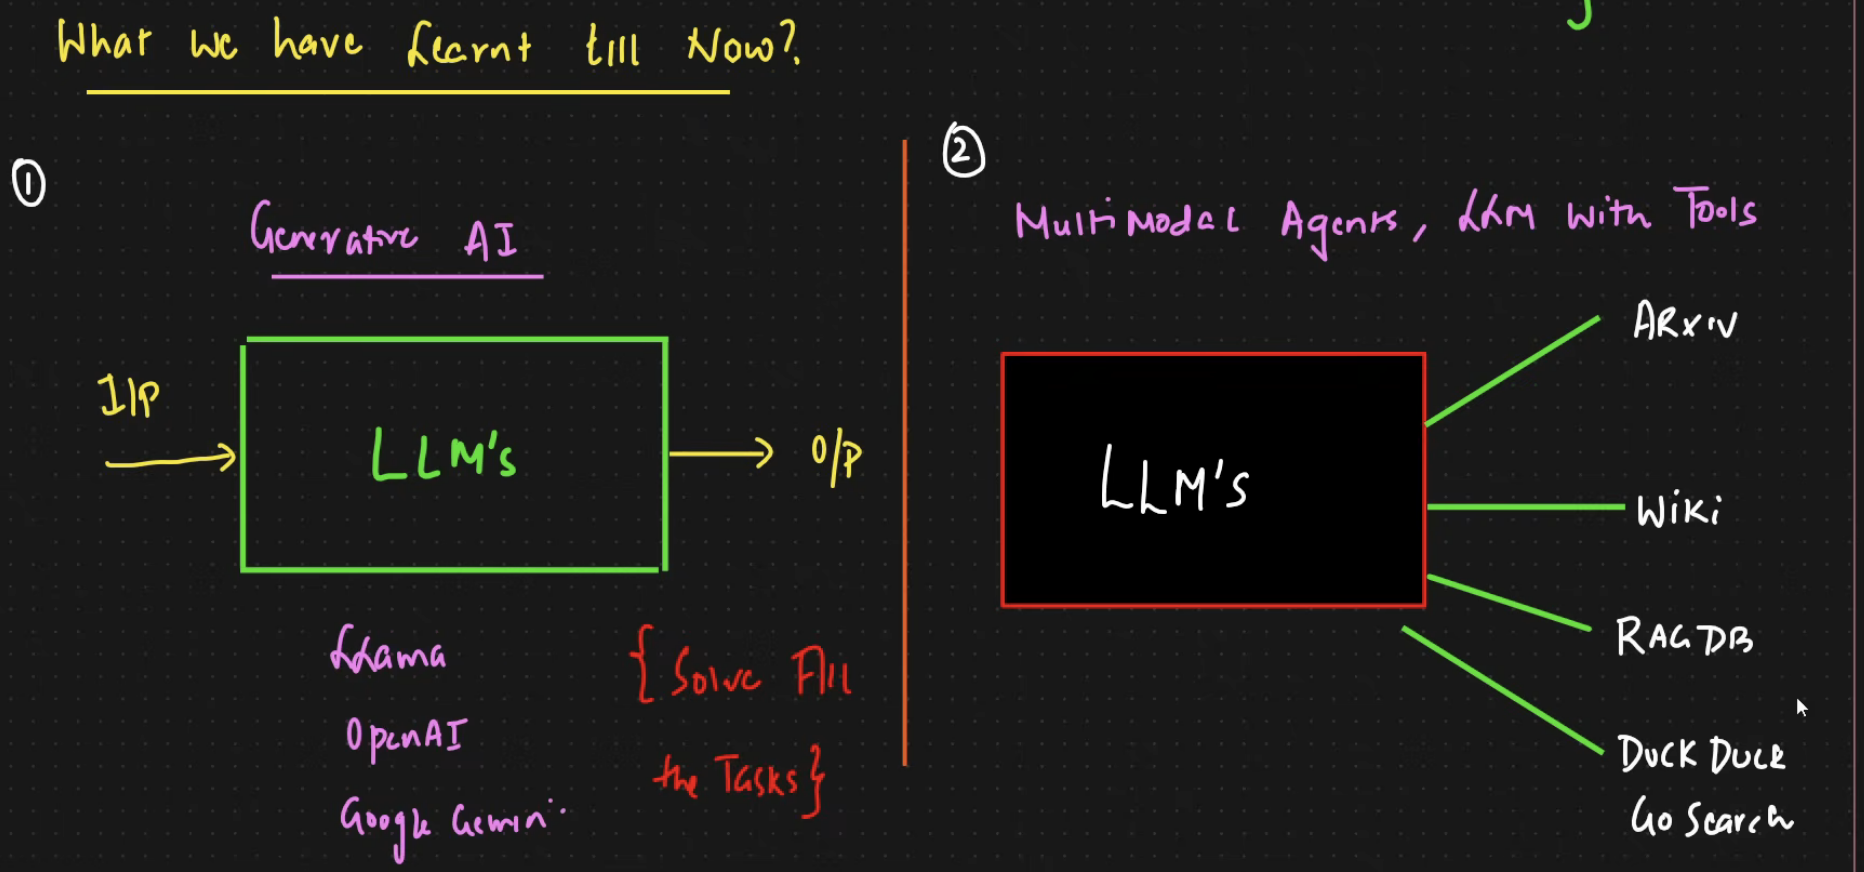 What we have Learnt till Now?
①
Generative AI
I/P
LLM's
O/P
LLama
OpenAI
Google Gemini
{Solve All
the Tasks}
②
Multimodal Agents, LLM with Tools
LLM's
ARXIV
Wiki
RAG DB
DUCK DUCK
GO Search